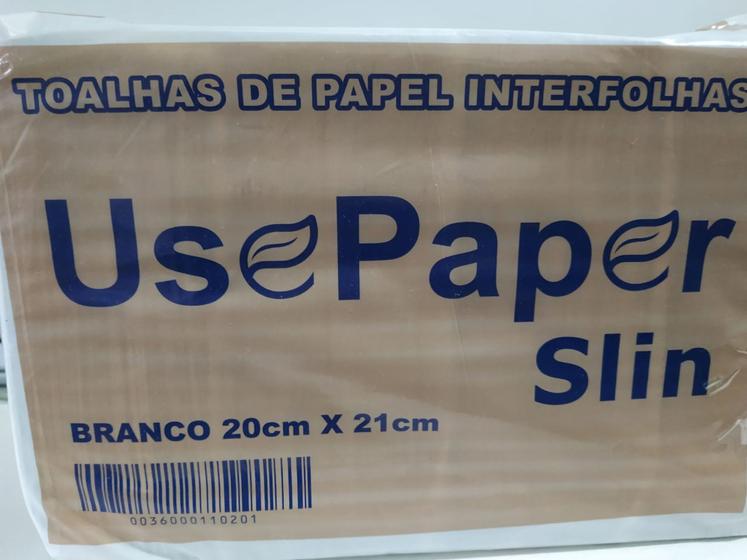 TOALHAS DE PAPEL INTERFOLHAS
UsePaper
Slin
BRANCO 20cm X 21cm
0036000110201